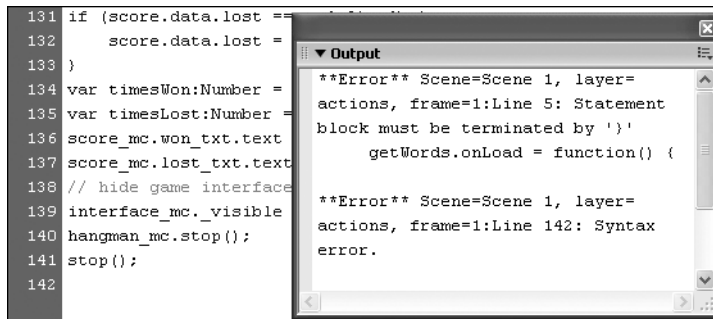 131 if (score.data.lost ==
132 score.data.lost =
133 }
134 var timesWon:Number =
135 var timesLost:Number =
136 score_mc.won_txt.text
137 score_mc.lost_txt.text
138 // hide game interface
139 interface_mc._visible
140 hangman_mc.stop();
141 stop();
142
Output
**Error** Scene=Scene 1, layer=
actions, frame=1:Line 5: Statement
block must be terminated by '}'
getWords.onLoad = function() {
**Error** Scene=Scene 1, layer=
actions, frame=1:Line 142: Syntax
error.